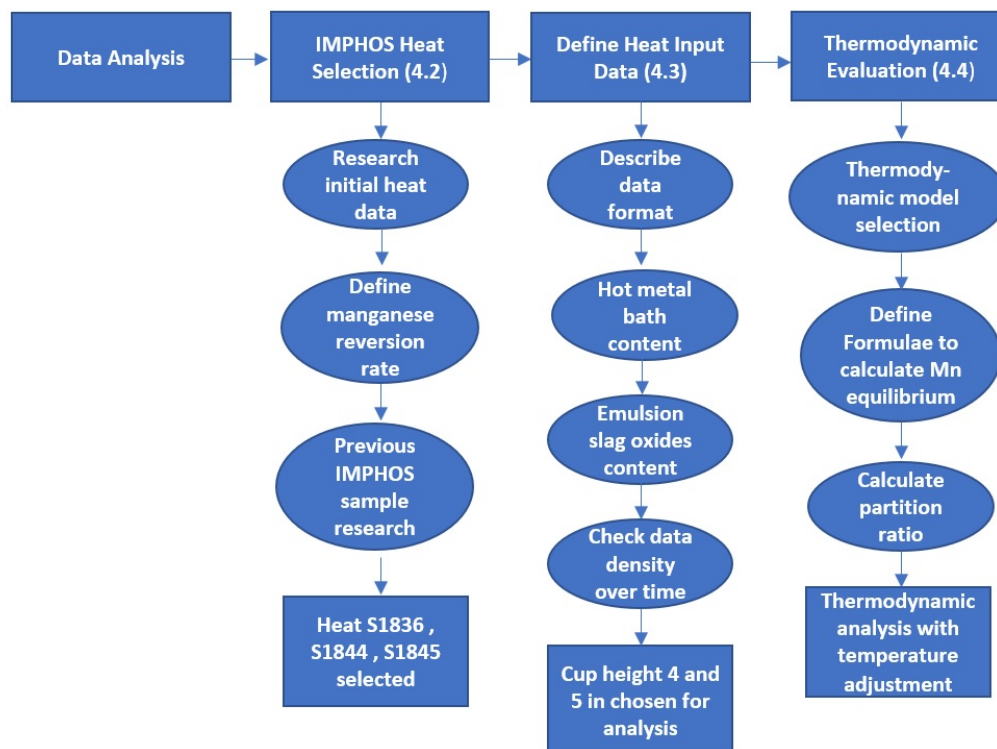 Data Analysis
IMPHOS Heat
Selection (4.2)
Define Heat Input
Data (4.3)
Thermodynamic
Evaluation (4.4)
Research
initial heat
data
Define
manganese
reversion
rate
Previous
IMPHOS
sample
research
Heat S1836 ,
S1844 , S1845
selected
Describe
data
format
Hot metal
bath
content
Emulsion
slag oxides
content
Check data
density
over time
Cup height 4 and
5 in chosen for
analysis
Thermody-
namic model
selection
Define
Formulae to
calculate Mn
equilibrium
Calculate
partition
ratio
Thermodynamic
analysis with
temperature
adjustment